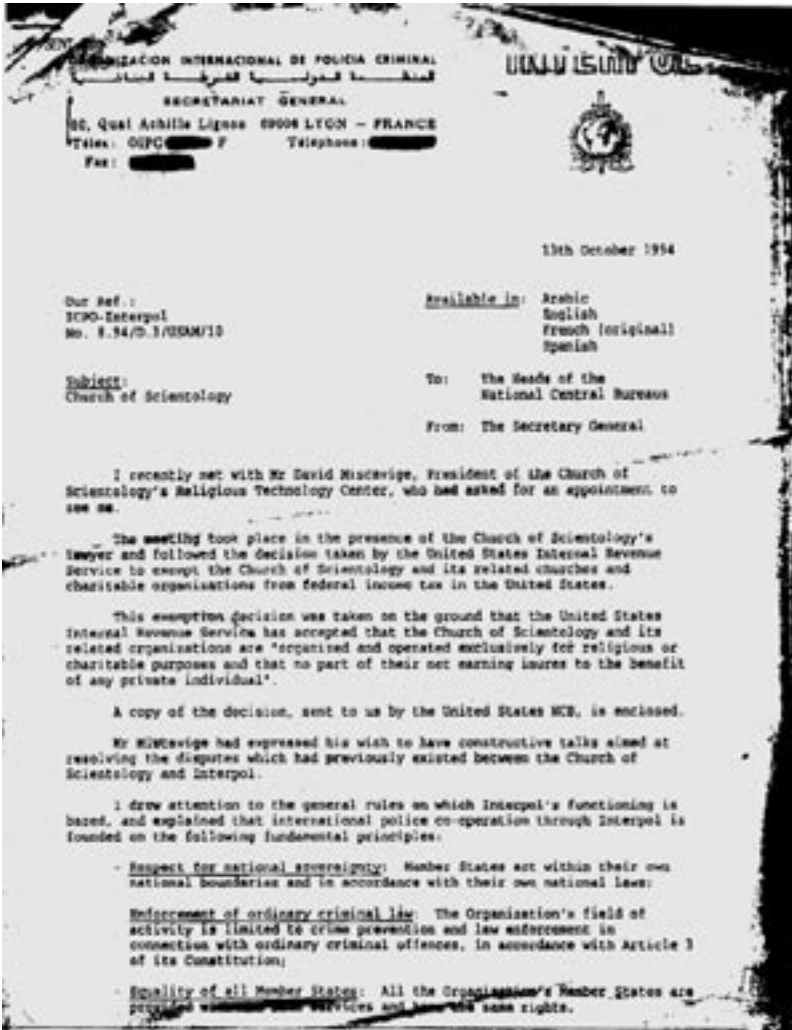 ORGANIZACION INTERNACIONAL DE POLICIA CRIMINAL
SECRETARIAT GENERAL
Quai Achille Lignon 69006 LYON - FRANCE
Telex: OIPC F Telephone:
Fax:
13th October 1994
Our Ref.:
ICPO-Interpol
No.
Subject:
Church of Scientology
Available in: Arabic
English
French (original)
Spanish
To: The Heads of the
National Central Bureaus
From: The Secretary General
I recently met with Mr David Miscavige, President of the Church of
Scientology's Religious Technology Center, who had asked for an appointment to
see me.
The meeting took place in the presence of the Church of Scientology's
lawyer and followed the decision taken by the United States Internal Revenue
Service to exempt the Church of Scientology and its related churches and
charitable organizations from federal income tax in the United States.
This exemption decision was taken on the ground that the United States
Internal Revenue Service has accepted that the Church of Scientology and its
related organizations are "organized and operated exclusively for religious or
charitable purposes and that no part of their net earning inures to the benefit
of any private individual".
A copy of the decision, sent to us by the United States NCB, is enclosed.
Mr Miscavige had expressed his wish to have constructive talks aimed at
resolving the disputes which had previously existed between the Church of
Scientology and Interpol.
I drew attention to the general rules on which Interpol's functioning is
based, and explained that international police co-operation through Interpol is
founded on the following fundamental principles:
- Respect for national sovereignty: Member States act within their own
national boundaries and in accordance with their own national laws;
Enforcement of ordinary criminal law: The Organization's field of
activity is limited to crime prevention and law enforcement in
connection with ordinary criminal offences, in accordance with Article 3
of its Constitution;
- Equality of all Member States: All the Organization's Member States are
provided services and have the same rights.